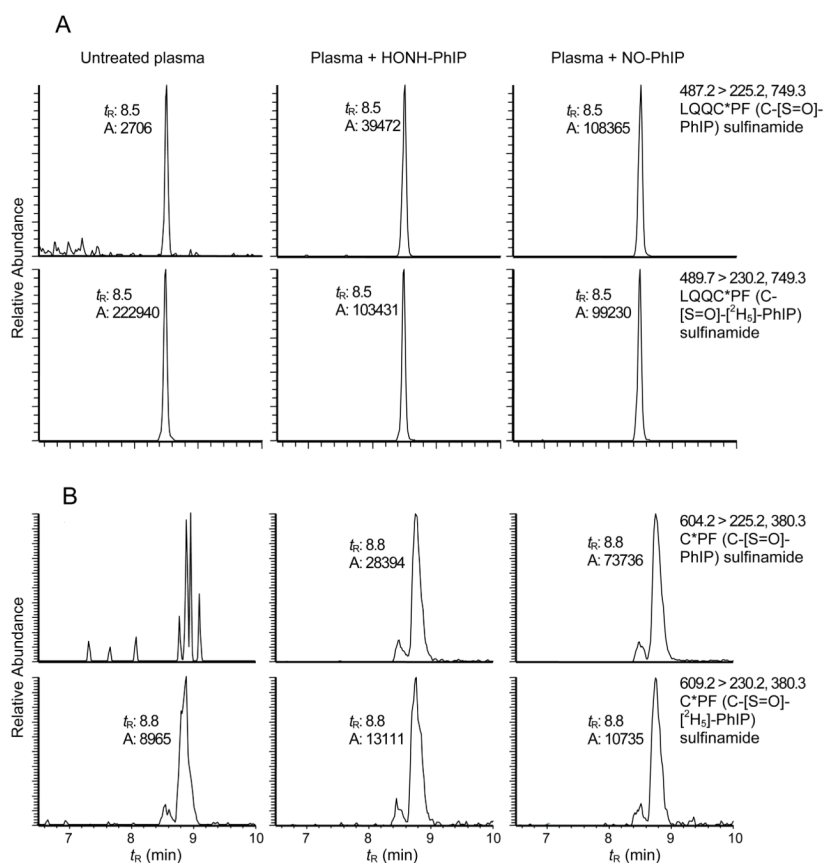 A
Untreated plasma
Plasma + HONH-PhIP
Plasma + NO-PhIP
Relative Abundance
tR: 8.5
A: 2706
tR: 8.5
A: 39472
tR: 8.5
A: 108365
487.2 > 225.2, 749.3
LQQC*PF (C-[S=O]-
PhIP) sulfinamide
tR: 8.5
A: 222940
tR: 8.5
A: 103431
tR: 8.5
A: 99230
489.7 > 230.2, 749.3
LQQC*PF (C-
[S=O]-[²H₅]-PhIP)
sulfinamide
B
Relative Abundance
tR: 8.8
A: 28394
tR: 8.8
A: 73736
604.2 > 225.2, 380.3
C*PF (C-[S=O]-
PhIP) sulfinamide
tR: 8.8
A: 8965
tR: 8.8
A: 13111
tR: 8.8
A: 10735
609.2 > 230.2, 380.3
C*PF (C-[S=O]-
[²H₅]-PhIP)
sulfinamide
7 8 9 10
7 8 9 10
7 8 9 10
tR (min)
tR (min)
tR (min)